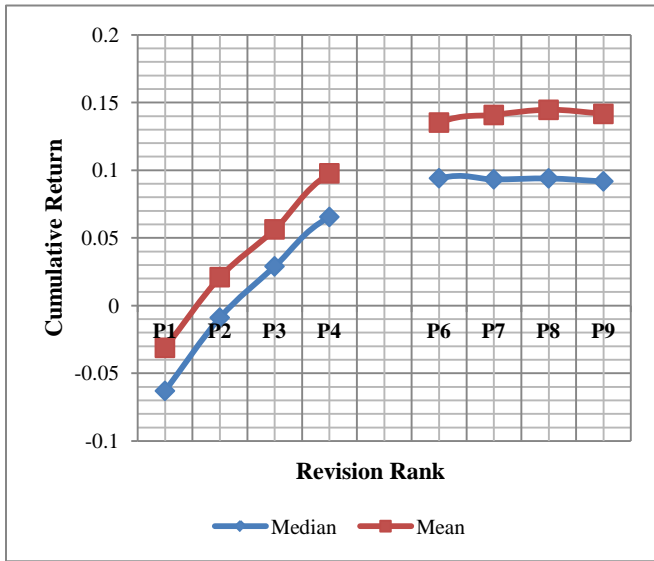 0.2
0.15
0.1
0.05
0
-0.05
-0.1
Cumulative Return
P1 P2 P3 P4 P6 P7 P8 P9
Revision Rank
Median Mean